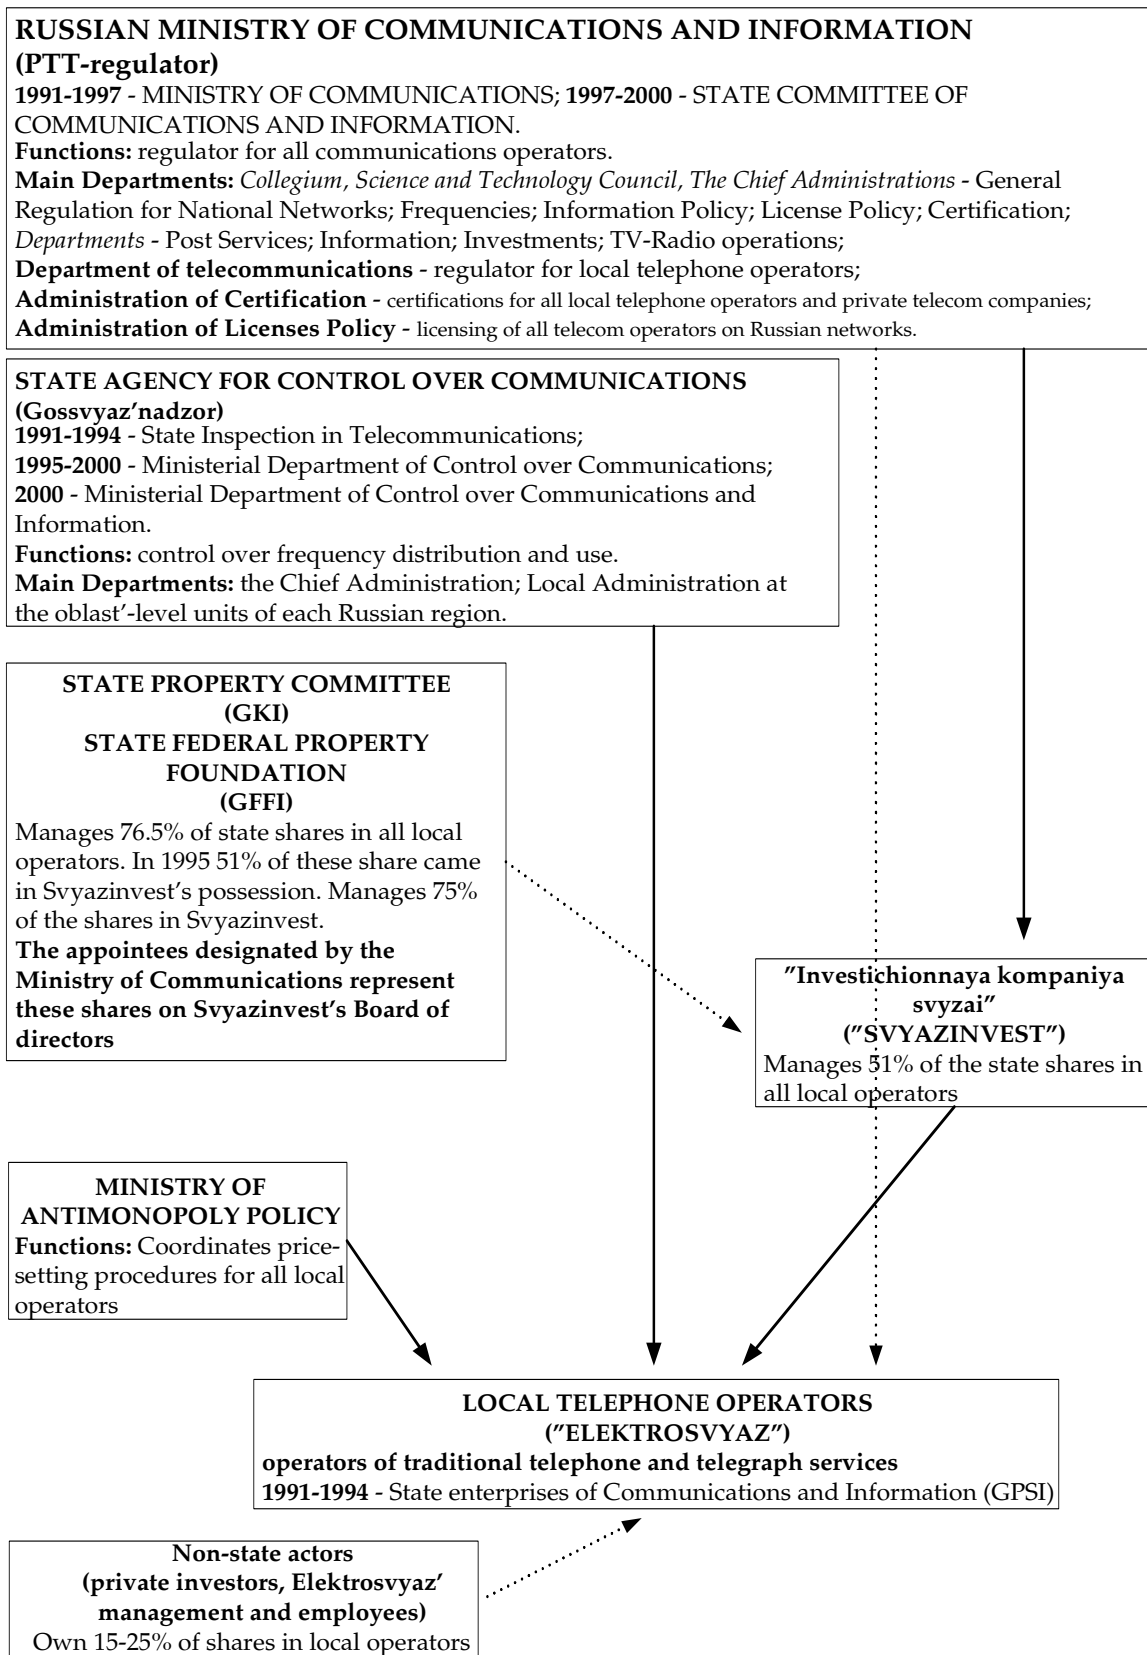 RUSSIAN MINISTRY OF COMMUNICATIONS AND INFORMATION
(PTT-regulator)
1991-1997 - MINISTRY OF COMMUNICATIONS; 1997-2000 - STATE COMMITTEE OF
COMMUNICATIONS AND INFORMATION.
Functions: regulator for all communications operators.
Main Departments: Collegium, Science and Technology Council, The Chief Administrations - General
Regulation for National Networks; Frequencies; Information Policy; License Policy; Certification;
Departments - Post Services; Information; Investments; TV-Radio operations;
Department of telecommunications - regulator for local telephone operators;
Administration of Certification - certifications for all local telephone operators and private telecom companies;
Administration of Licenses Policy - licensing of all telecom operators on Russian networks.
STATE AGENCY FOR CONTROL OVER COMMUNICATIONS
(Gossvyaz’nadzor)
1991-1994 - State Inspection in Telecommunications;
1995-2000 - Ministerial Department of Control over Communications;
2000 - Ministerial Department of Control over Communications and
Information.
Functions: control over frequency distribution and use.
Main Departments: the Chief Administration; Local Administration at
the oblast’-level units of each Russian region.
STATE PROPERTY COMMITTEE
(GKI)
STATE FEDERAL PROPERTY
FOUNDATION
(GFFI)
Manages 76.5% of state shares in all local
operators. In 1995 51% of these share came
in Svyazinvest’s possession. Manages 75%
of the shares in Svyazinvest.
The appointees designated by the
Ministry of Communications represent
these shares on Svyazinvest’s Board of
directors
”Investichionnaya kompaniya
svyzai”
(”SVYAZINVEST”)
Manages 51% of the state shares in
all local operators
MINISTRY OF
ANTIMONOPOLY POLICY
Functions: Coordinates price-
setting procedures for all local
operators
LOCAL TELEPHONE OPERATORS
(”ELEKTROSVYAZ”)
operators of traditional telephone and telegraph services
1991-1994 - State enterprises of Communications and Information (GPSI)
Non-state actors
(private investors, Elektrosvyaz’
management and employees)
Own 15-25% of shares in local operators